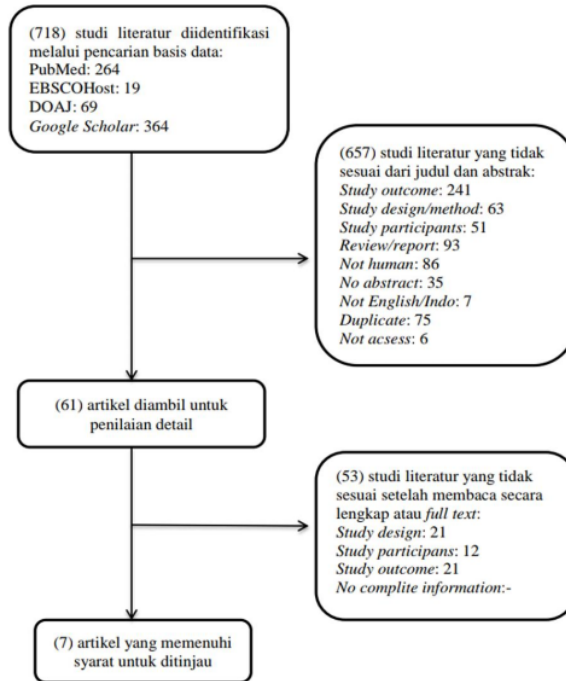 (718) studi literatur diidentifikasi
melalui pencarian basis data:
PubMed: 264
EBSCOHost: 19
DOAJ: 69
Google Scholar: 364
(657) studi literatur yang tidak
sesuai dari judul dan abstrak:
Study outcome: 241
Study design/method: 63
Study participants: 51
Review/report: 93
Not human: 86
No abstract: 35
Not English/Indo: 7
Duplicate: 75
Not acsess: 6
(61) artikel diambil untuk
penilaian detail
(53) studi literatur yang tidak
sesuai setelah membaca secara
lengkap atau full text:
Study design: 21
Study participans: 12
Study outcome: 21
No complite information:-
(7) artikel yang memenuhi
syarat untuk ditinjau